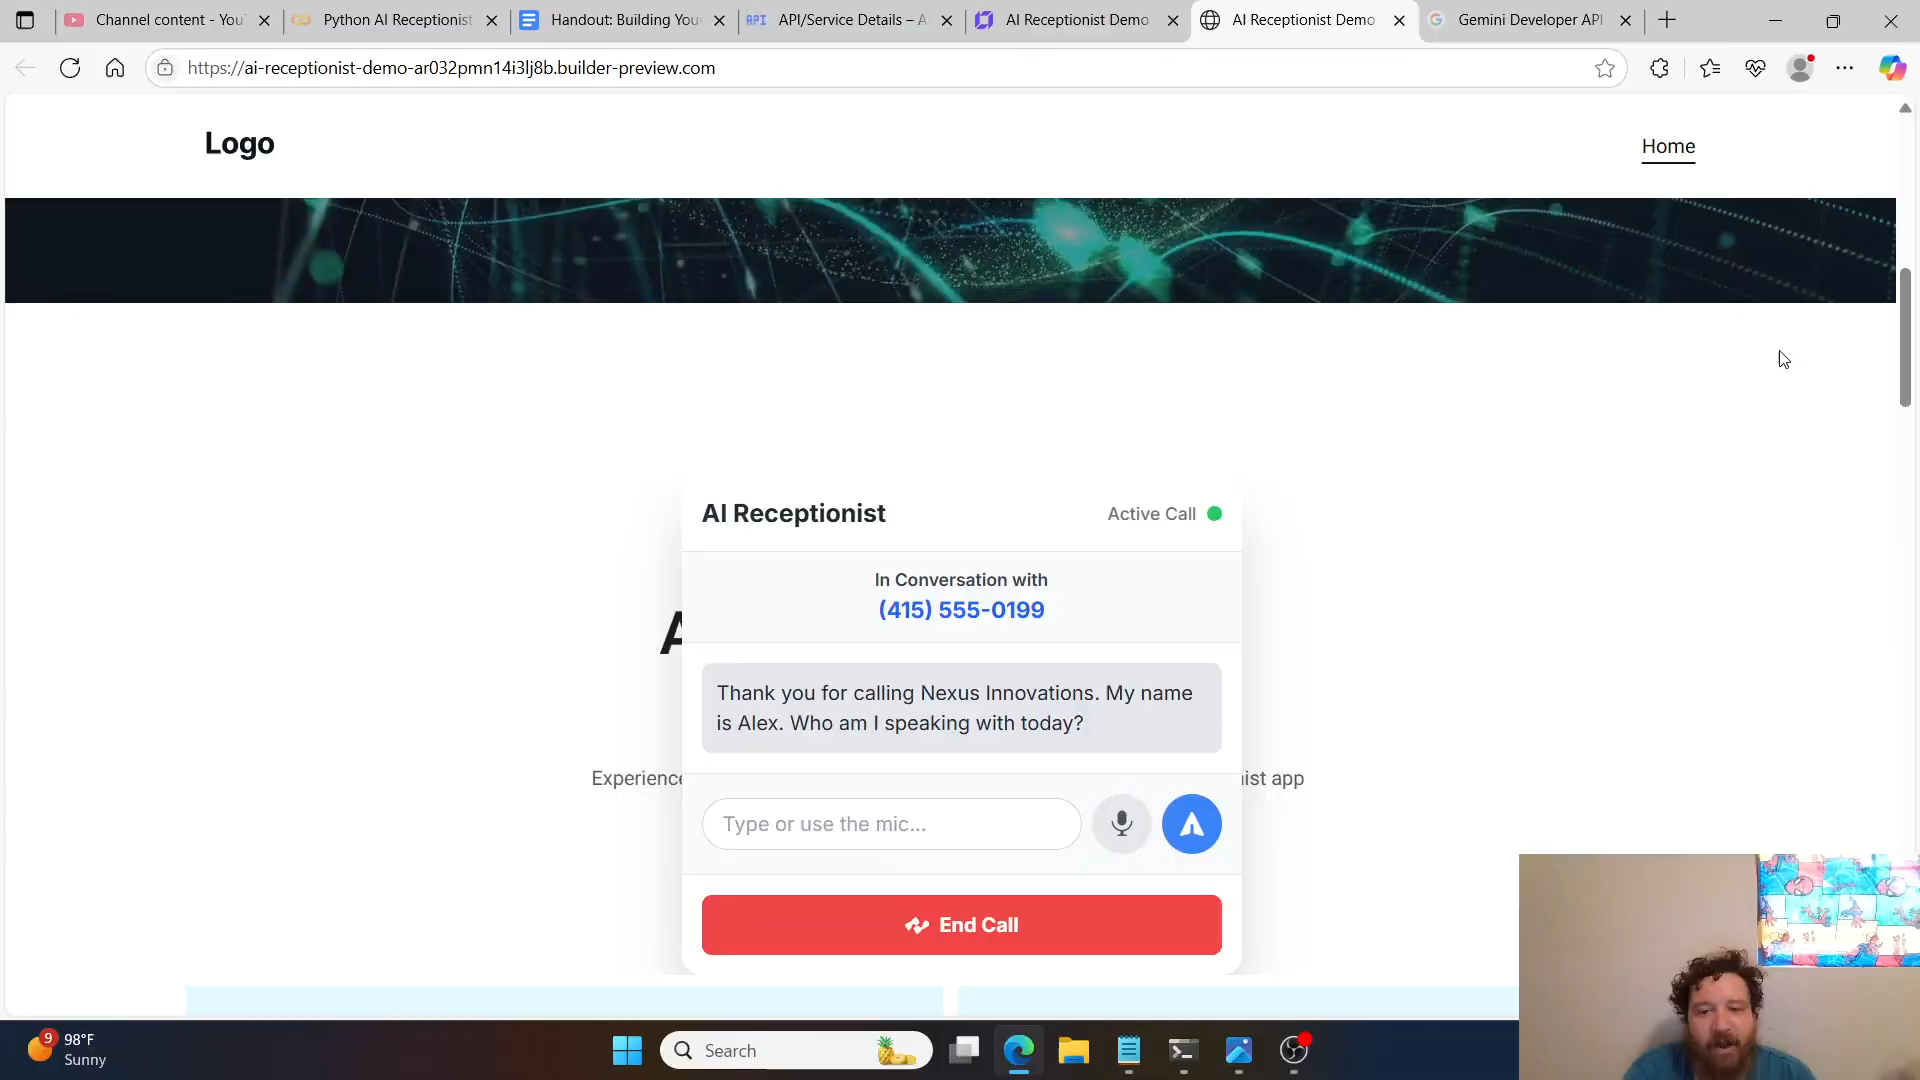 Channel content - You
Python AI Receptionist
Handout: Building You
API
API/Service Details – A
AI Receptionist Demo
AI Receptionist Demo
Gemini Developer API
https://ai-receptionist-demo-ar032pmn14i3lj8b.builder-preview.com
Logo
Home
AI Receptionist
Active Call
In Conversation with
(415) 555-0199
A
Thank you for calling Nexus Innovations. My name
is Alex. Who am I speaking with today?
Experience
ist app
Type or use the mic...
End Call
9
98°F
Sunny
Search